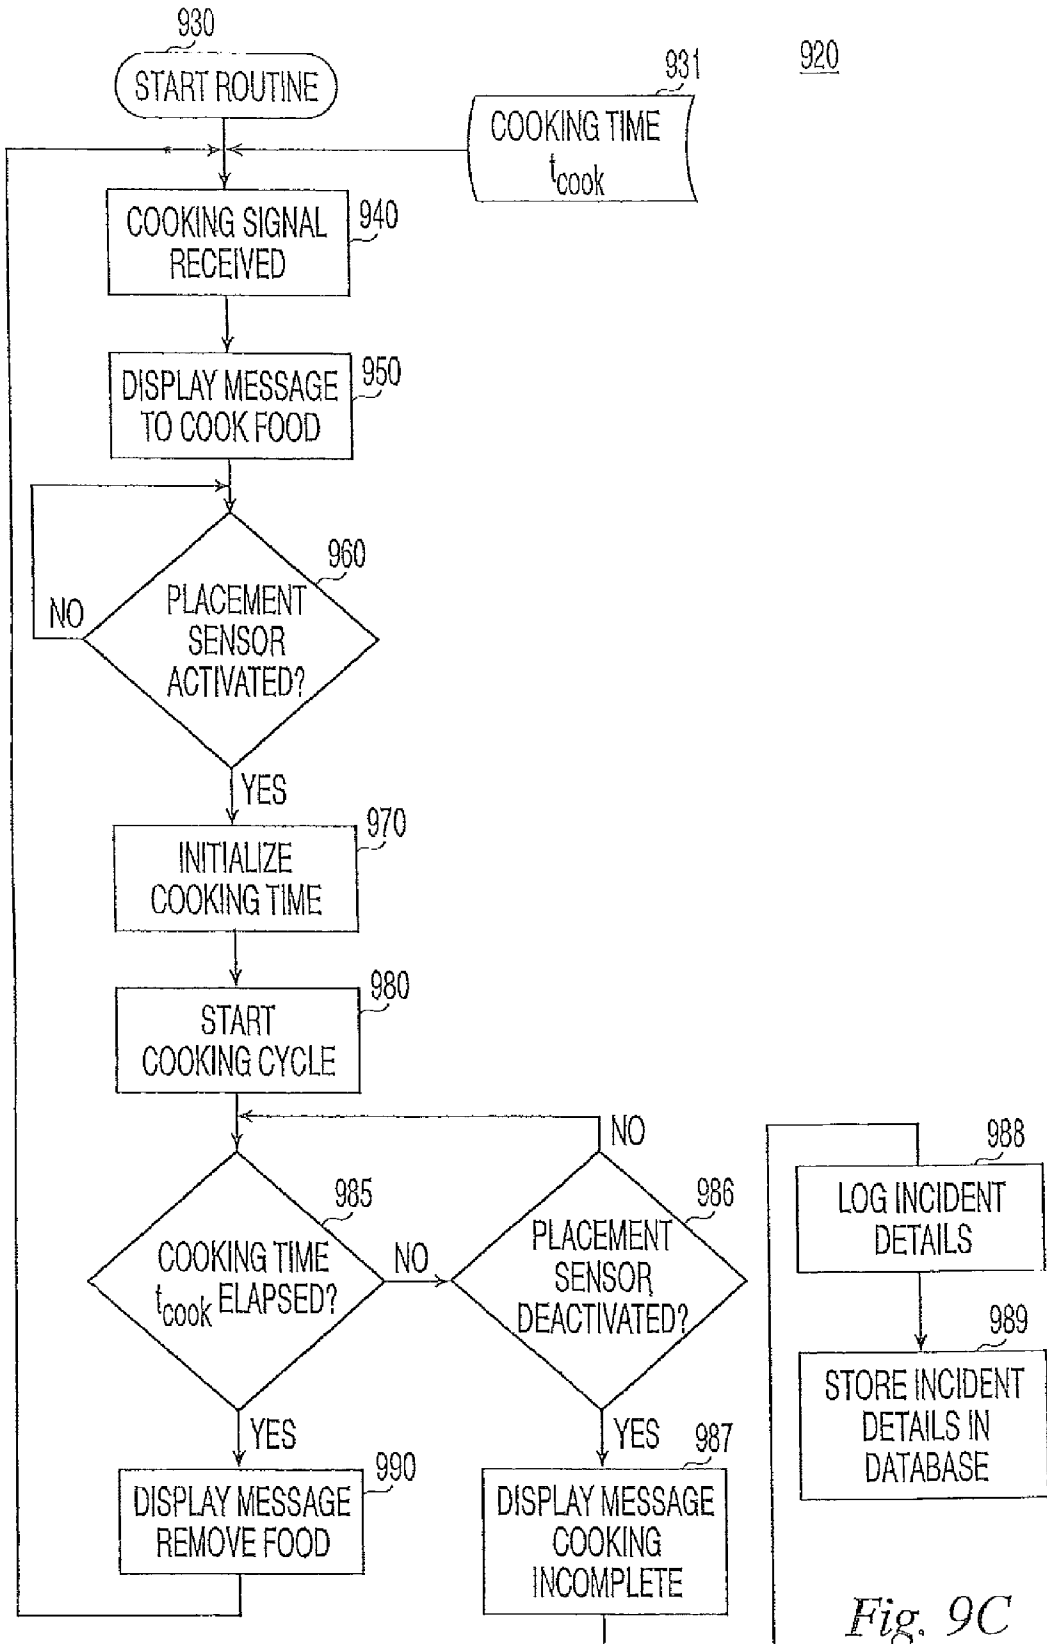 930
START ROUTINE
920
931
COOKING TIME
tcook
COOKING SIGNAL
RECEIVED
940
DISPLAY MESSAGE
TO COOK FOOD
950
960
PLACEMENT
SENSOR
ACTIVATED?
NO
YES
970
INITIALIZE
COOKING TIME
980
START
COOKING CYCLE
985
COOKING TIME
tcook ELAPSED?
NO
YES
NO
986
PLACEMENT
SENSOR
DEACTIVATED?
YES
990
DISPLAY MESSAGE
REMOVE FOOD
987
DISPLAY MESSAGE
COOKING
INCOMPLETE
988
LOG INCIDENT
DETAILS
989
STORE INCIDENT
DETAILS IN
DATABASE
Fig. 9C